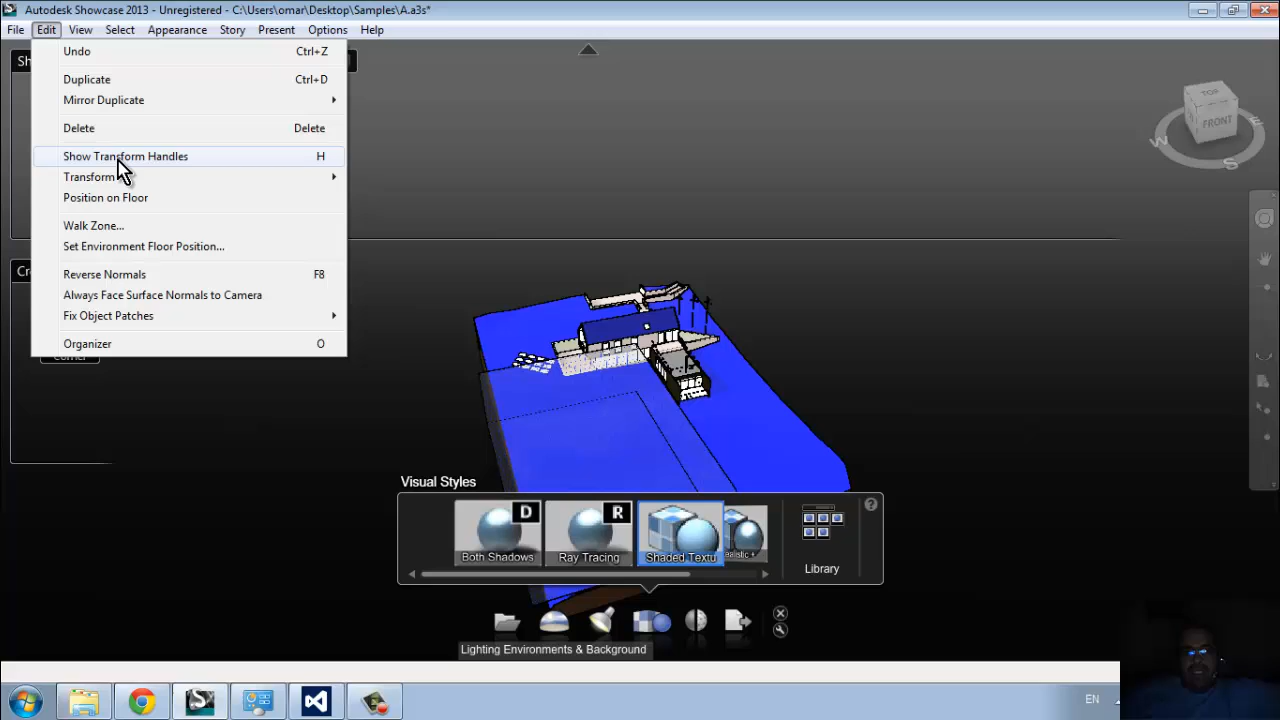 Autodesk Showcase 2013 - Unregistered - C:\Users\omar\Desktop\Samples\A.a3s*
File Edit View Select Appearance Story Present Options Help
Undo Ctrl+Z
Duplicate Ctrl+D
Mirror Duplicate
Delete Delete
Show Transform Handles H
Transform
Position on Floor
Walk Zone...
Set Environment Floor Position...
Reverse Normals F8
Always Face Surface Normals to Camera
Fix Object Patches
Organizer O
TOP
FRONT
W
S
Visual Styles
D
R
Both Shadows
Ray Tracing
Shaded Textu
ealistic +
Library
Lighting Environments & Background
EN